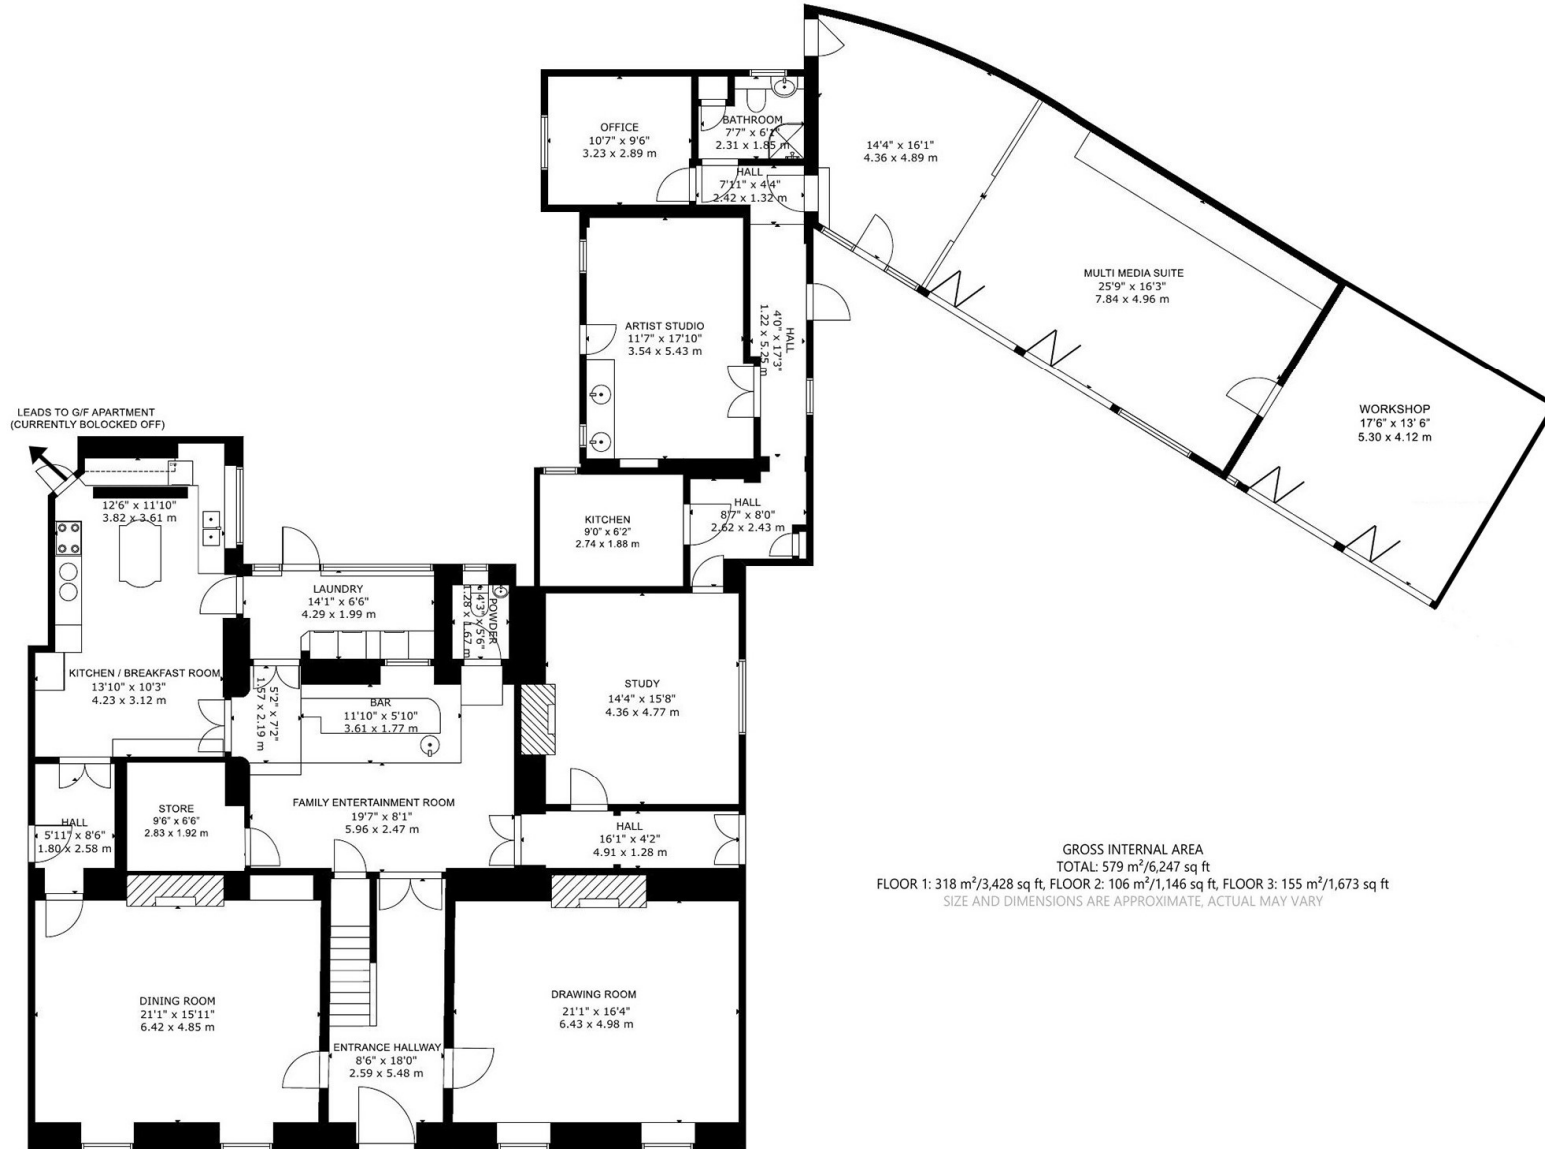 OFFICE
10'7" x 9'6"
3.23 x 2.89 m
BATHROOM
7'7" x 6'1"
2.31 x 1.85 m
HALL
7'11" x 4'4"
2.42 x 1.32 m
14'4" x 16'1"
4.36 x 4.89 m
MULTI MEDIA SUITE
25'9" x 16'3"
7.84 x 4.96 m
WORKSHOP
17'6" x 13' 6"
5.30 x 4.12 m
ARTIST STUDIO
11'7" x 17'10"
3.54 x 5.43 m
HALL
4'0" x 17'3"
1.22 x 5.25 m
LEADS TO G/F APARTMENT
(CURRENTLY BOLOCKED OFF)
12'6" x 11'10"
3.82 x 3.61 m
KITCHEN
9'0" x 6'2"
2.74 x 1.88 m
HALL
8'7" x 8'0"
2.62 x 2.43 m
LAUNDRY
14'1" x 6'6"
4.29 x 1.99 m
POWDER
4'3" x 5'6"
1.28 x 1.67 m
KITCHEN / BREAKFAST ROOM
13'10" x 10'3"
4.23 x 3.12 m
5'2" x 7'2"
1.57 x 2.19 m
BAR
11'10" x 5'10"
3.61 x 1.77 m
STUDY
14'4" x 15'8"
4.36 x 4.77 m
FAMILY ENTERTAINMENT ROOM
19'7" x 8'1"
5.96 x 2.47 m
STORE
9'6" x 6'6"
2.83 x 1.92 m
HALL
5'11" x 8'6"
1.80 x 2.58 m
HALL
16'1" x 4'2"
4.91 x 1.28 m
GROSS INTERNAL AREA
TOTAL: 579 m²/6,247 sq ft
FLOOR 1: 318 m²/3,428 sq ft, FLOOR 2: 106 m²/1,146 sq ft, FLOOR 3: 155 m²/1,673 sq ft
SIZE AND DIMENSIONS ARE APPROXIMATE, ACTUAL MAY VARY
DINING ROOM
21'1" x 15'11"
6.42 x 4.85 m
ENTRANCE HALLWAY
8'6" x 18'0"
2.59 x 5.48 m
DRAWING ROOM
21'1" x 16'4"
6.43 x 4.98 m